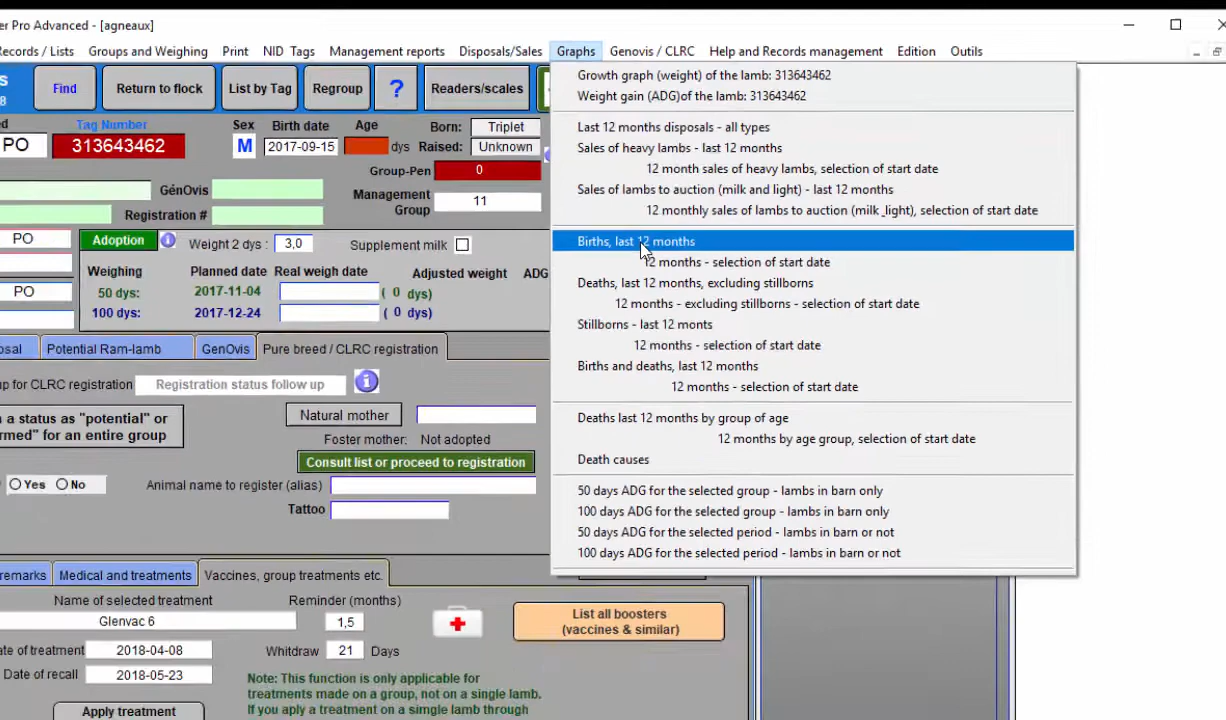 er Pro Advanced - [agneaux]
Records / Lists Groups and Weighing Print NID Tags Management reports Disposals/Sales Graphs Genovis / CLRC Help and Records management Edition Outils
s
8
Find Return to flock List by Tag Regroup ? Readers/scales
ed Tag Number Sex Birth date Age Born: Triplet
PO 313643462 M 2017-09-15 dys Raised: Unknown
Group-Pen 0
GénOvis
Management Group 11
Registration #
PO
Adoption i Weight 2 dys : 3,0 Supplement milk
Weighing Planned date Real weigh date Adjusted weight ADG
PO 50 dys: 2017-11-04 ( 0 dys)
100 dys: 2017-12-24 ( 0 dys)
osal Potential Ram-lamb GenOvis Pure breed / CLRC registration
up for CLRC registration Registration status follow up i
n a status as "potential" or
rmed" for an entire group
Natural mother
Foster mother: Not adopted
Consult list or proceed to registration
Yes No Animal name to register (alias)
Tattoo
remarks Medical and treatments Vaccines, group treatments etc.
Name of selected treatment Reminder (months)
Glenvac 6 1,5
List all boosters
(vaccines & similar)
ate of treatment 2018-04-08 Whitdraw 21 Days
Date of recall 2018-05-23
Note: This function is only applicable for
treatments made on a group, not on a single lamb.
If you aply a treatment on a simgle lamb through
Apply treatment
Growth graph (weight) of the lamb: 313643462
Weight gain (ADG)of the lamb: 313643462
Last 12 months disposals - all types
Sales of heavy lambs - last 12 months
12 month sales of heavy lambs, selection of start date
Sales of lambs to auction (milk and light) - last 12 months
12 monthly sales of lambs to auction (milk_light), selection of start date
Births, last 12 months
12 months - selection of start date
Deaths, last 12 months, excluding stillborns
12 months - excluding stillborns - selection of start date
Stillborns - last 12 monts
12 months - selection of start date
Births and deaths, last 12 months
12 months - selection of start date
Deaths last 12 months by group of age
12 months by age group, selection of start date
Death causes
50 days ADG for the selected group - lambs in barn only
100 days ADG for the selected group - lambs in barn only
50 days ADG for the selected period - lambs in barn or not
100 days ADG for the selected period - lambs in barn or not